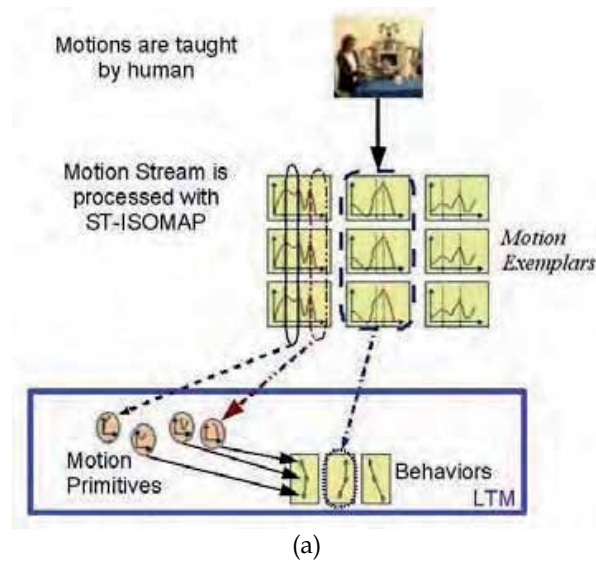 Motions are taught
by human
Motion Stream is
processed with
ST-ISOMAP
Motion
Exemplars
Motion
Primitives
Behaviors
LTM
(a)